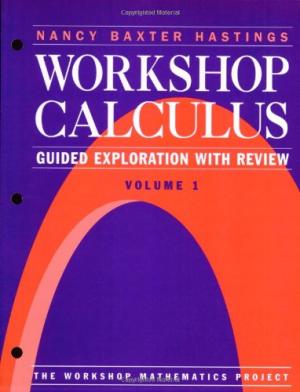 NANCY BAXTER HASTINGS
WORKSHOP
CALCULUS
GUIDED EXPLORATION WITH REVIEW
VOLUME 1
THE WORKSHOP MATHEMATICS PROJECT